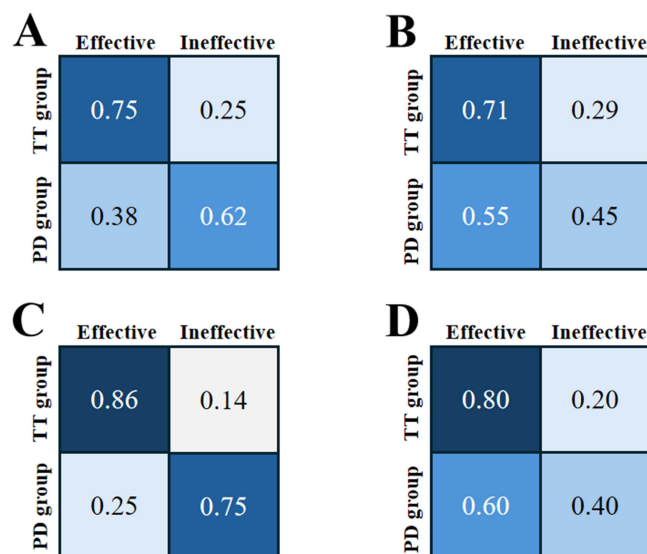 A B
Effective Ineffective Effective Ineffective
TT group 0.75 0.25 TT group 0.71 0.29
PD group 0.38 0.62 PD group 0.55 0.45
C D
Effective Ineffective Effective Ineffective
TT group 0.86 0.14 TT group 0.80 0.20
PD group 0.25 0.75 PD group 0.60 0.40